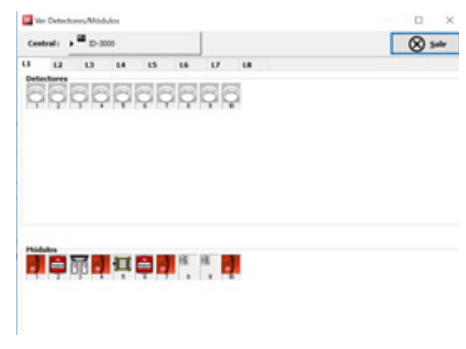 Ver Detectores/Módulos
Central: ID-3000 Salir
L1 L2 L3 L4 L5 L6 L7 L8
Detectores
1 2 3 4 5 6 7 8 9 10
Módulos
1 2 3 4 5 6 7 8 9 10